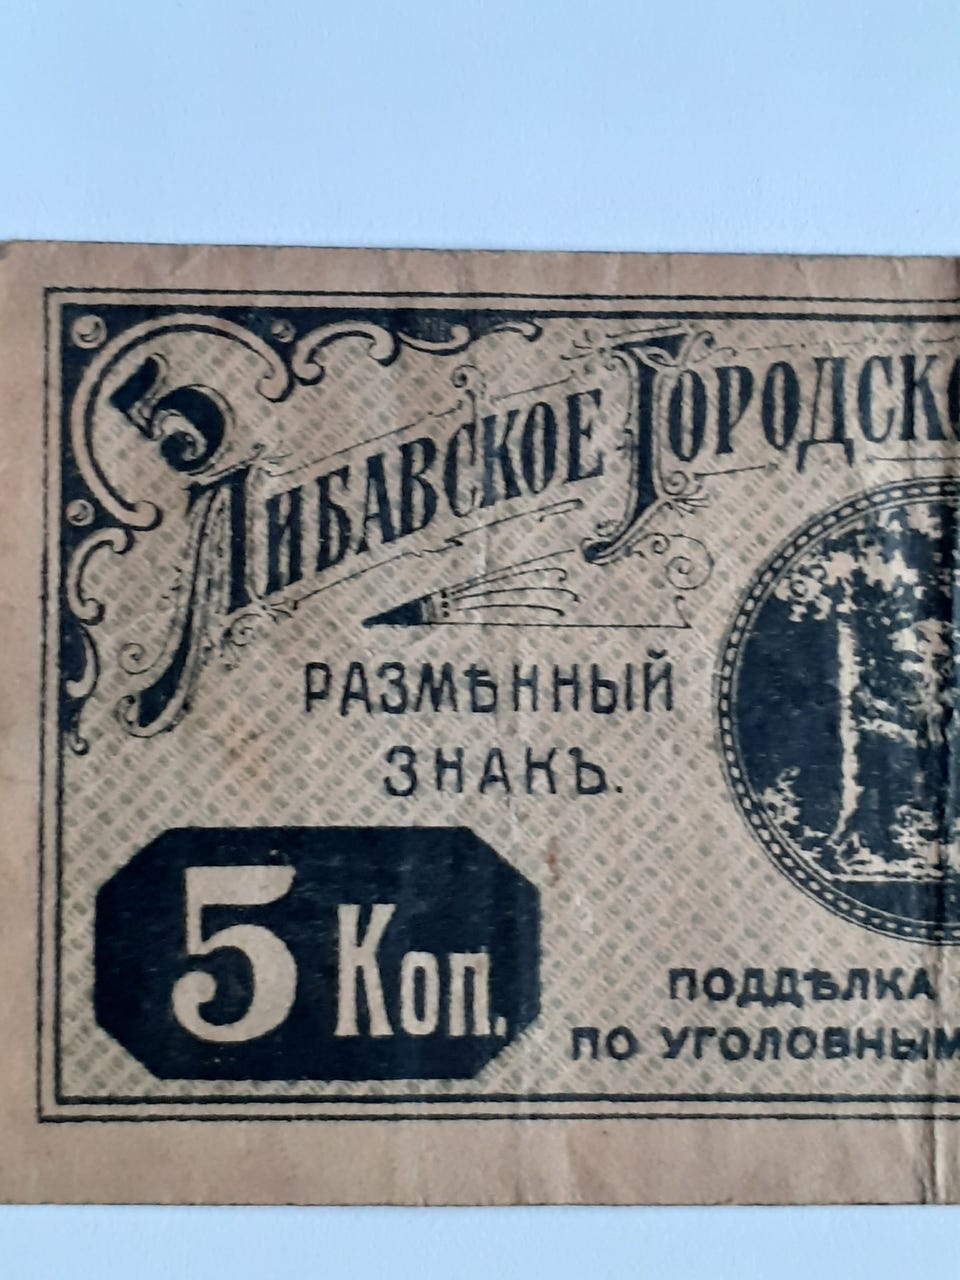 5
Либавское Городско
РАЗМѢННЫЙ
ЗНАКЪ.
5 Коп.
ПОДДѢЛКА
ПО УГОЛОВНЫМ